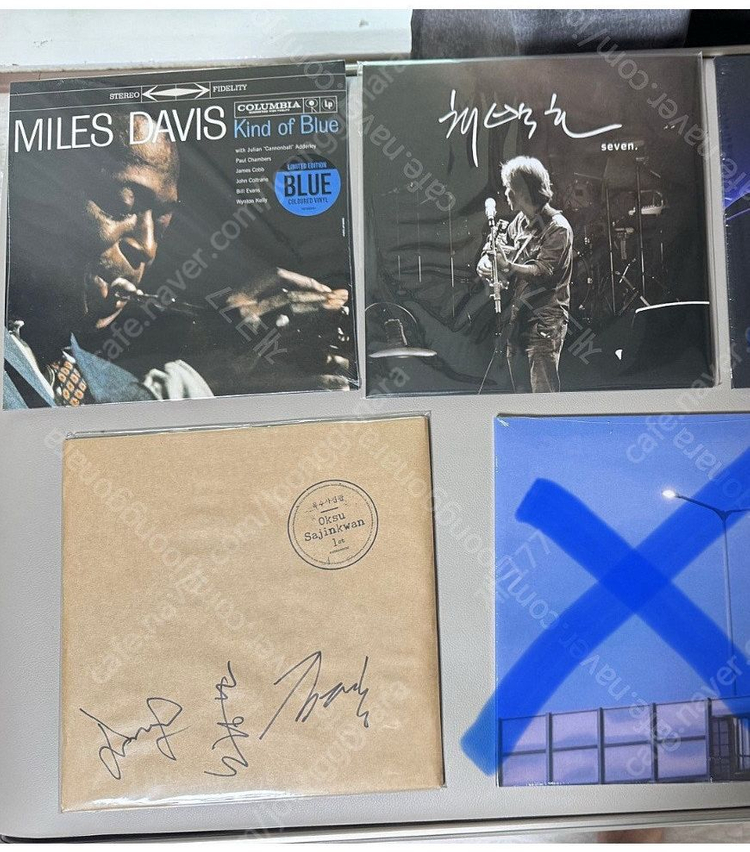 STEREO
FIDELITY
COLUMBIA
Lp
MILES DAVIS
Kind of Blue
with Julian "Cannonball" Adderley
Paul Chambers
James Cobb
John Coltrane
Bill Evans
Wynton Kelly
LIMITED EDITION
BLUE
COLOURED VINYL
seven.
옥수사진관
Oksu
Sajinkwan
1st
cafe.naver.com/joonggonara